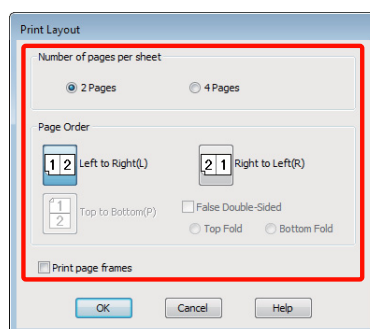 Print Layout
Number of pages per sheet
2 Pages 4 Pages
Page Order
1 2 Left to Right(L) 2 1 Right to Left(R)
1 2 Top to Bottom(P) False Double-Sided
Top Fold Bottom Fold
Print page frames
OK Cancel Help